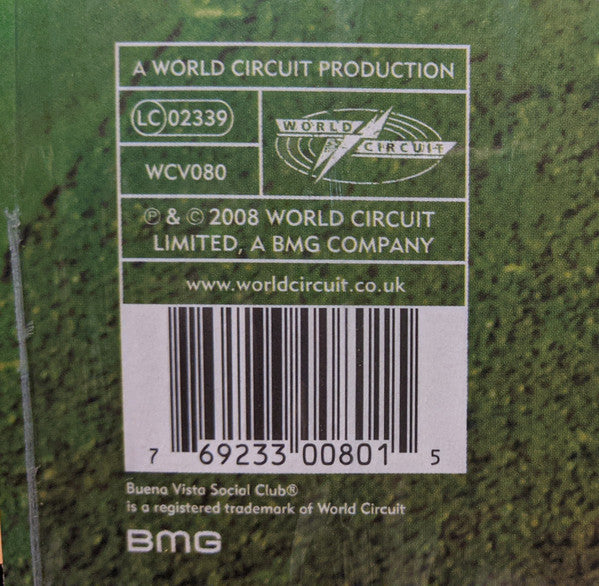 A WORLD CIRCUIT PRODUCTION
LC 02339
WORLD
CIRCUIT
WCV080
℗ & © 2008 WORLD CIRCUIT
LIMITED, A BMG COMPANY
www.worldcircuit.co.uk
7 69233 00801 5
Buena Vista Social Club®
is a registered trademark of World Circuit
BMG